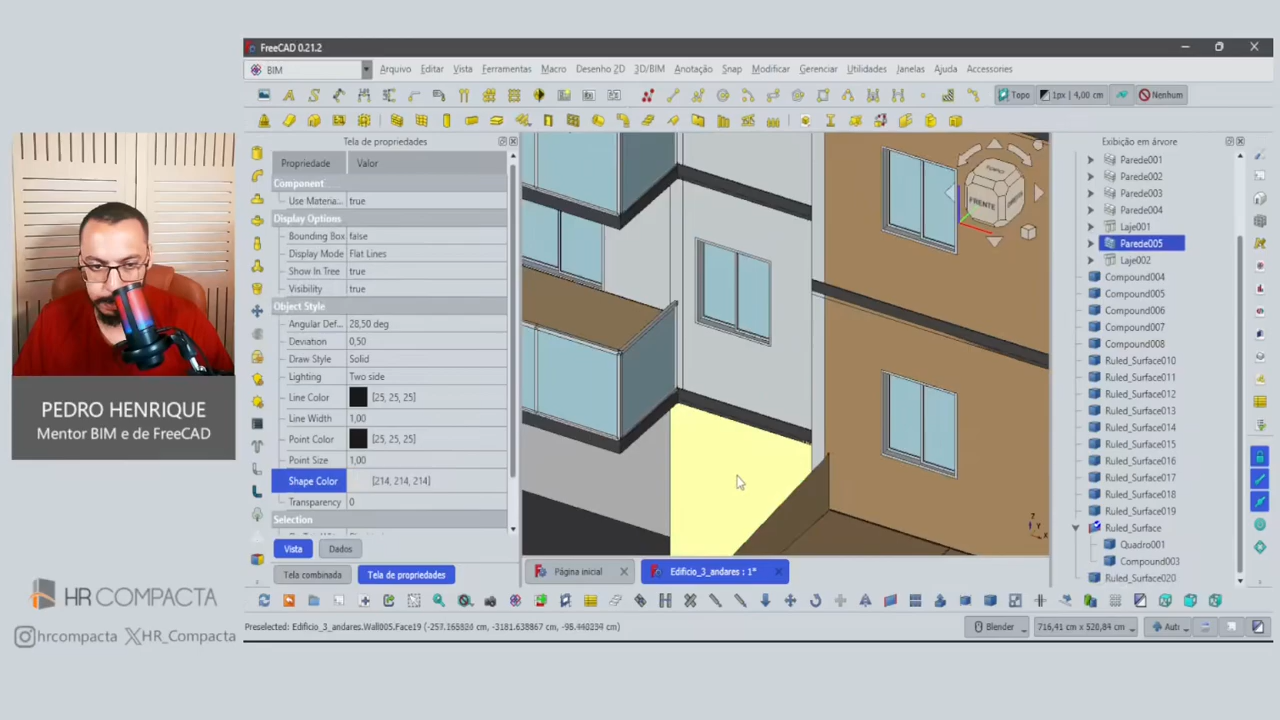 FreeCAD 0.21.2
BIM
Arquivo Editar Vista Ferramentas Macro Desenho 2D 3D/BIM Anotação Snap Modificar Gerenciar Utilidades Janelas Ajuda Accessories
Topo 1px | 4,00 cm Nenhum
Tela de propriedades
Propriedade Valor
Component
Use Materia... true
Display Options
Bounding Box false
Display Mode Flat Lines
Show In Tree true
Visibility true
Object Style
Angular Def... 28,50 deg
Deviation 0,50
Draw Style Solid
Lighting Two side
Line Color [25, 25, 25]
Line Width 1,00
Point Color [25, 25, 25]
Point Size 1,00
Shape Color [214, 214, 214]
Transparency 0
Selection
Vista Dados
Tela combinada Tela de propriedades
FRENTE
Z
Y
X
Página inicial Edificio_3_andares : 1*
Exibição em árvore
Parede001
Parede002
Parede003
Parede004
Laje001
Parede005
Laje002
Compound004
Compound005
Compound006
Compound007
Compound008
Ruled_Surface010
Ruled_Surface011
Ruled_Surface012
Ruled_Surface013
Ruled_Surface014
Ruled_Surface015
Ruled_Surface016
Ruled_Surface017
Ruled_Surface018
Ruled_Surface019
Ruled_Surface
Quadro001
Compound003
Ruled_Surface020
Preselected: Edificio_3_andares.Wall005.Face19 (-257.165826 cm, -3181.638867 cm, -95.440234 cm)
Blender 716,41 cm x 520,84 cm Auto
PEDRO HENRIQUE
Mentor BIM e de FreeCAD
HR COMPACTA
hrcompacta HR_Compacta